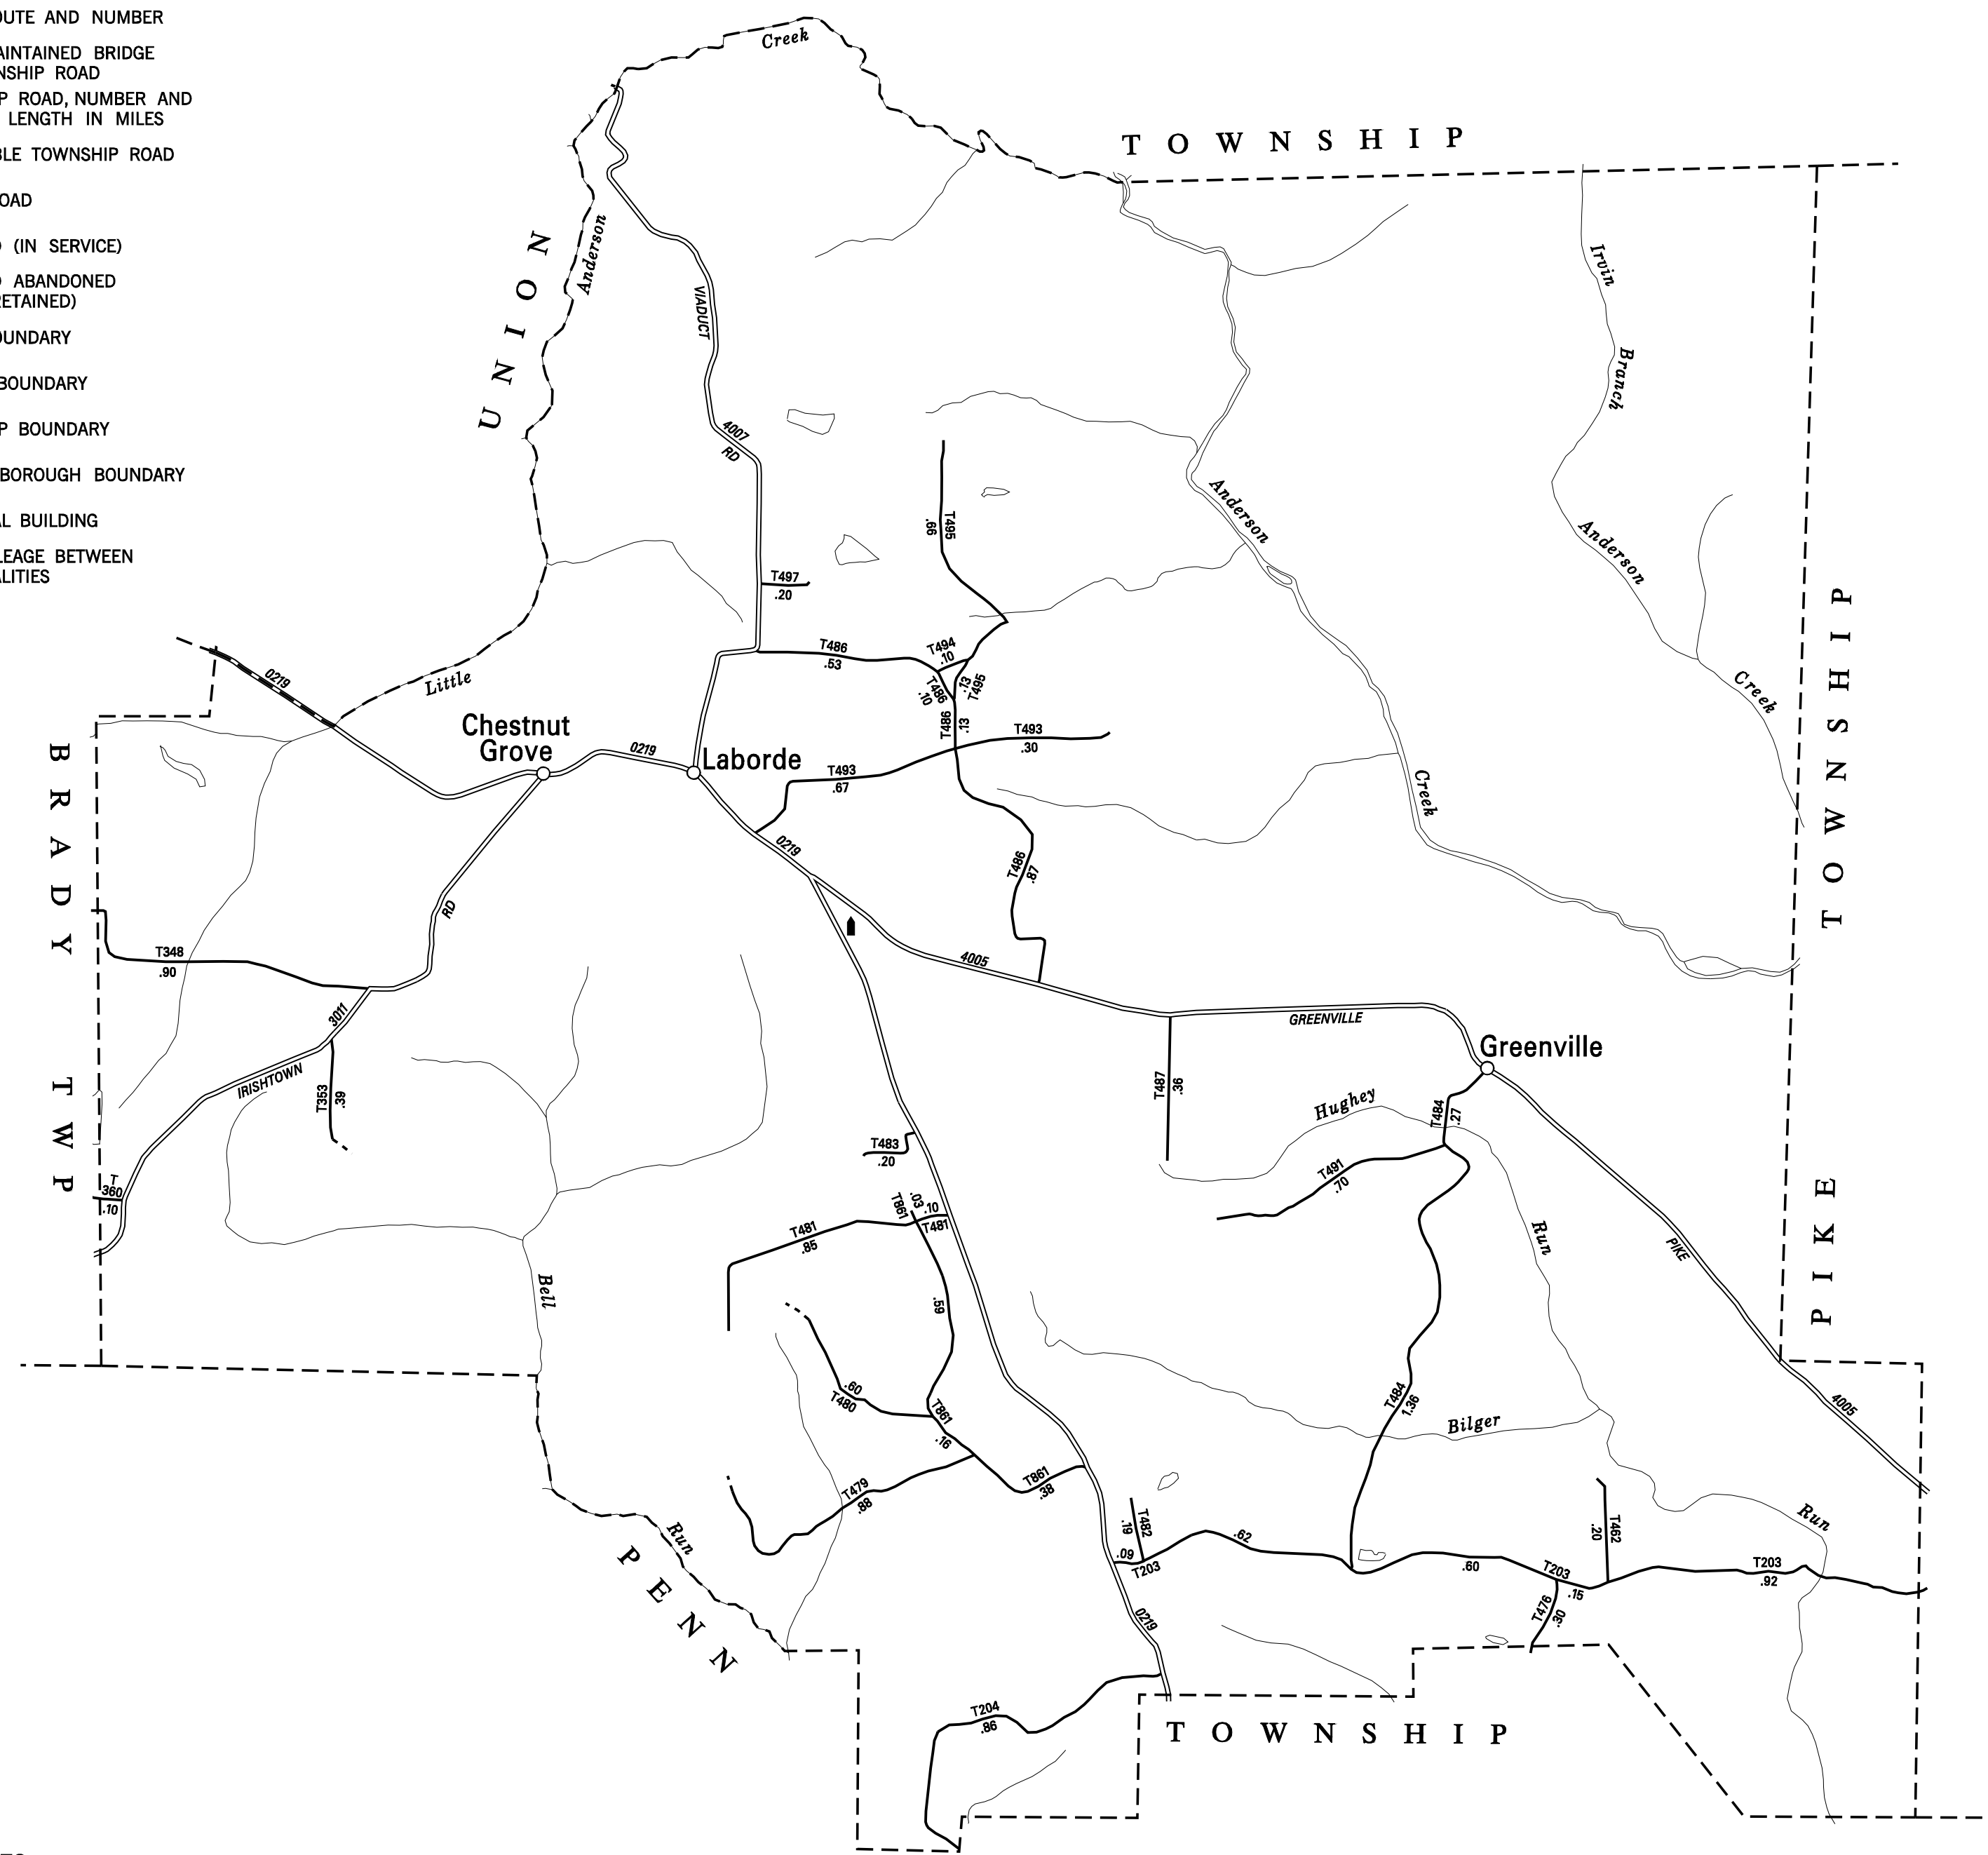 OUTE AND NUMBER
AINTAINED BRIDGE
NSHIP ROAD
P ROAD, NUMBER AND
LENGTH IN MILES
BLE TOWNSHIP ROAD
OAD
(IN SERVICE)
ABANDONED
ETAINED)
OUNDARY
BOUNDARY
P BOUNDARY
BOROUGH BOUNDARY
AL BUILDING
LEAGE BETWEEN
ALITIES
Creek
TOWNSHIP
UNION
Anderson
VIADUCT
4007
RD
Irvin
Branch
Anderson
Creek
Anderson
Creek
T495
.66
T497
.20
T486
.53
T494
.10
T486
.10
.13
T495
T486
.13
T493
.30
T493
.67
0219
Little
Chestnut
Grove
0219
Laborde
0219
T486
.87
BRADY TWP
RD
T348
.90
3011
IRISHTOWN
T353
.39
T
360
.10
4005
GREENVILLE
Greenville
T487
.36
Hughey
T484
.27
T491
.70
Run
PIKE
PIKE TOWNSHIP
4005
T483
.20
T861
.03
.10
T481
T481
.85
.59
.60
T480
T861
.16
T861
.38
T479
.88
Bell
Run
PENN
T484
1.36
Bilger
Run
T482
.19
.09
T203
.62
.60
T203
.15
T462
.20
T203
.92
T476
.30
0219
T204
.86
TOWNSHIP